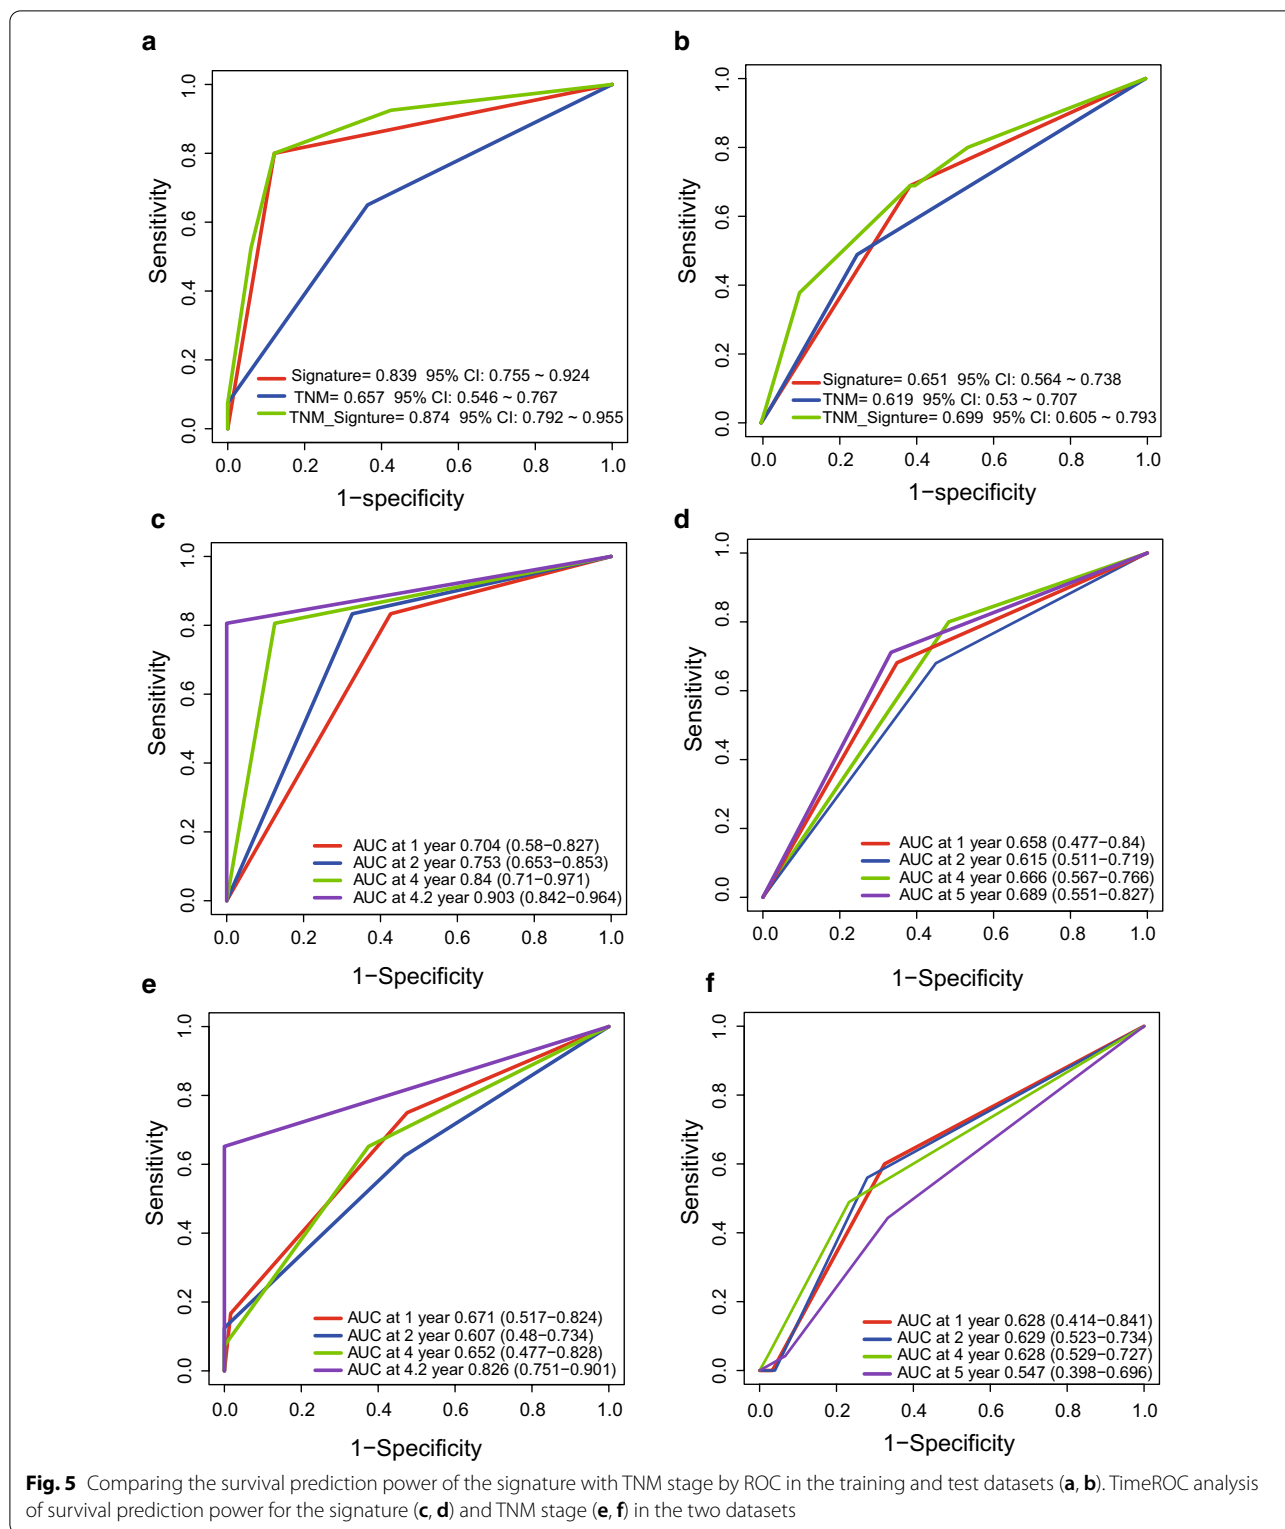 a
Sensitivity
1.0
0.8
0.6
0.4
0.2
0.0
Signature= 0.839 95% CI: 0.755 ~ 0.924
TNM= 0.657 95% CI: 0.546 ~ 0.767
TNM_Signture= 0.874 95% CI: 0.792 ~ 0.955
0.0 0.2 0.4 0.6 0.8 1.0
1−specificity
b
Sensitivity
1.0
0.8
0.6
0.4
0.2
0.0
Signature= 0.651 95% CI: 0.564 ~ 0.738
TNM= 0.619 95% CI: 0.53 ~ 0.707
TNM_Signture= 0.699 95% CI: 0.605 ~ 0.793
0.0 0.2 0.4 0.6 0.8 1.0
1−specificity
c
Sensitivity
1.0
0.8
0.6
0.4
0.2
0.0
AUC at 1 year 0.704 (0.58−0.827)
AUC at 2 year 0.753 (0.653−0.853)
AUC at 4 year 0.84 (0.71−0.971)
AUC at 4.2 year 0.903 (0.842−0.964)
0.0 0.2 0.4 0.6 0.8 1.0
1−Specificity
d
Sensitivity
1.0
0.8
0.6
0.4
0.2
0.0
AUC at 1 year 0.658 (0.477−0.84)
AUC at 2 year 0.615 (0.511−0.719)
AUC at 4 year 0.666 (0.567−0.766)
AUC at 5 year 0.689 (0.551−0.827)
0.0 0.2 0.4 0.6 0.8 1.0
1−Specificity
e
Sensitivity
1.0
0.8
0.6
0.4
0.2
0.0
AUC at 1 year 0.671 (0.517−0.824)
AUC at 2 year 0.607 (0.48−0.734)
AUC at 4 year 0.652 (0.477−0.828)
AUC at 4.2 year 0.826 (0.751−0.901)
0.0 0.2 0.4 0.6 0.8 1.0
1−Specificity
f
Sensitivity
1.0
0.8
0.6
0.4
0.2
0.0
AUC at 1 year 0.628 (0.414−0.841)
AUC at 2 year 0.629 (0.523−0.734)
AUC at 4 year 0.628 (0.529−0.727)
AUC at 5 year 0.547 (0.398−0.696)
0.0 0.2 0.4 0.6 0.8 1.0
1−Specificity
Fig. 5 Comparing the survival prediction power of the signature with TNM stage by ROC in the training and test datasets (a, b). TimeROC analysis
of survival prediction power for the signature (c, d) and TNM stage (e, f) in the two datasets